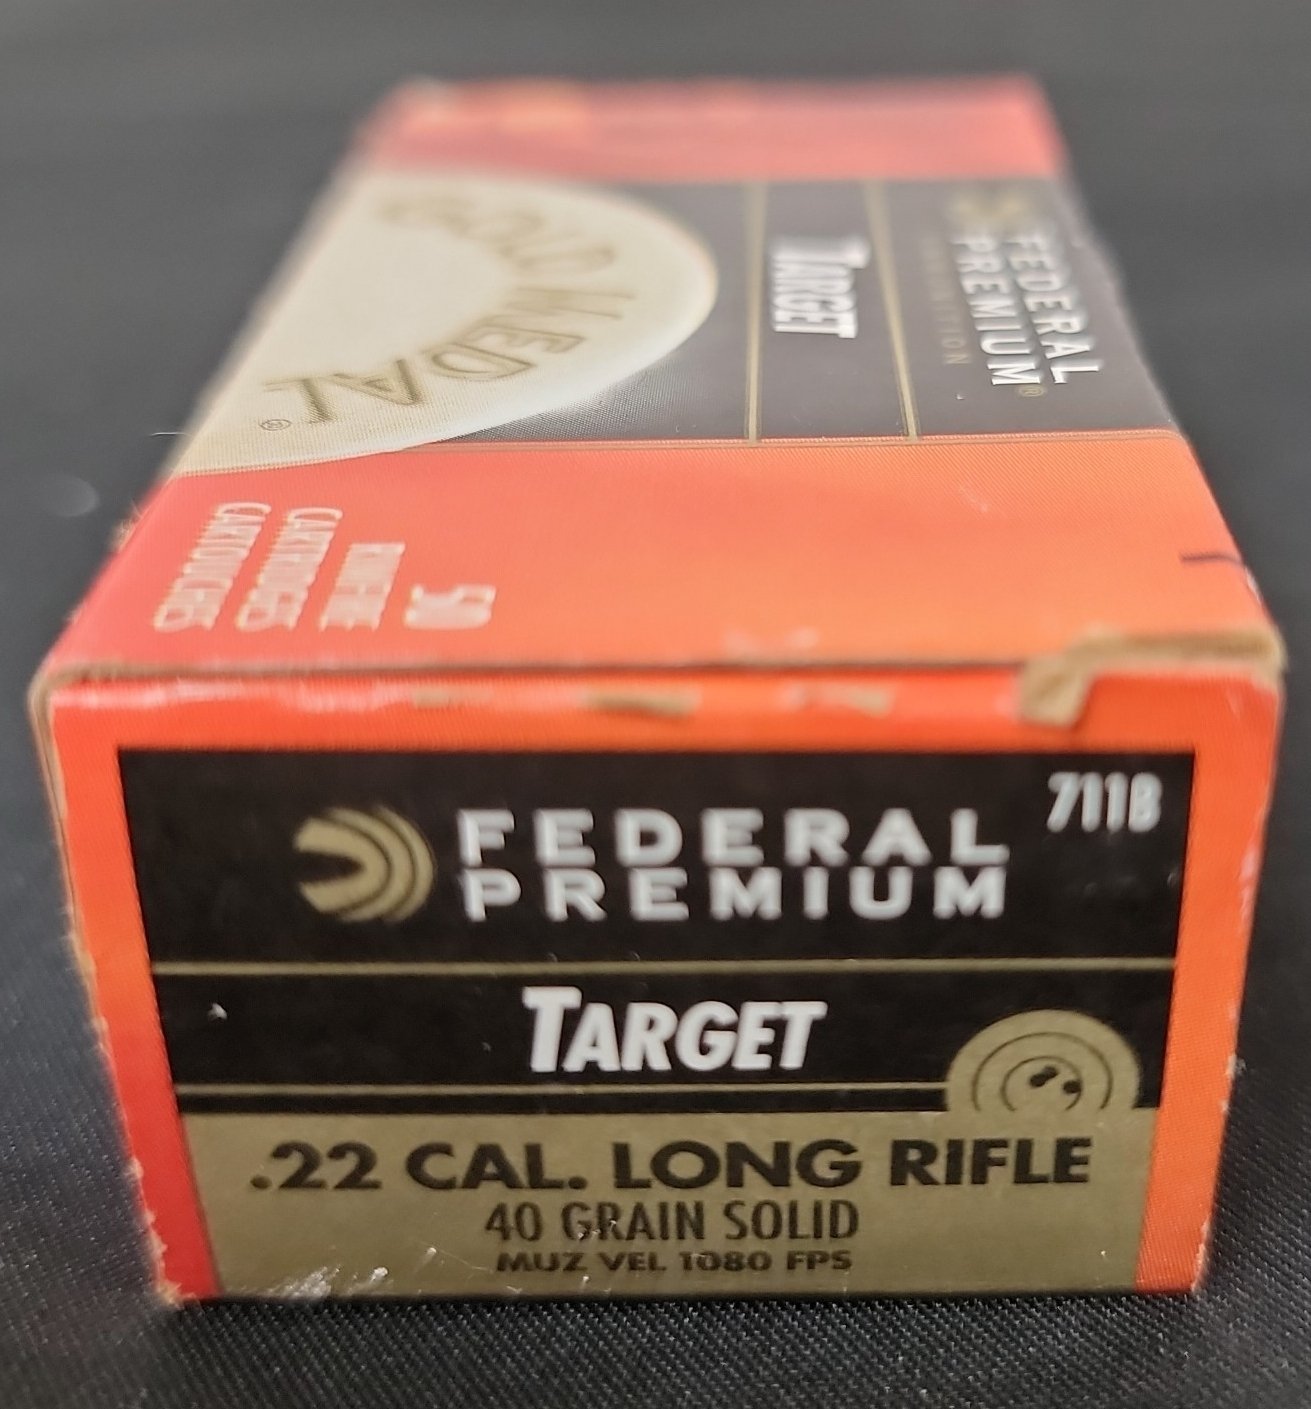 GOLD MEDAL®
TARGET
FEDERAL
PREMIUM®
AMMUNITION
50
RIMFIRE
CARTRIDGES
CARTOUCHES
FEDERAL
PREMIUM
711B
TARGET
.22 CAL. LONG RIFLE
40 GRAIN SOLID
MUZ VEL 1080 FPS